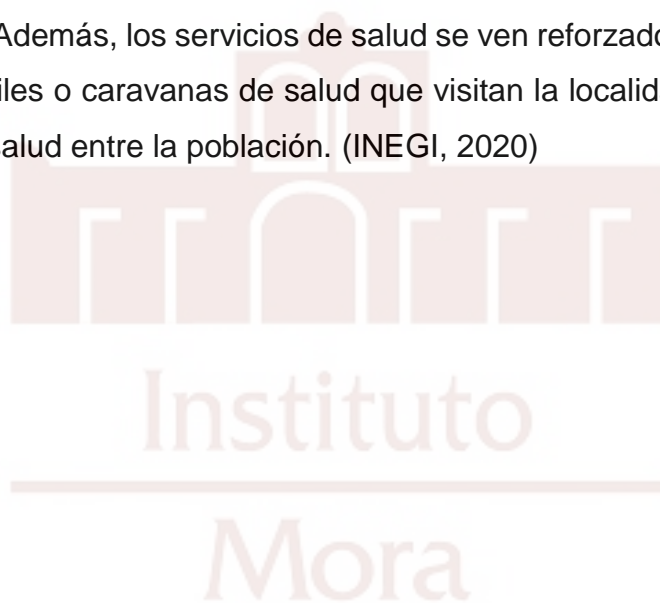 Además, los servicios de salud se ven reforzado
iles o caravanas de salud que visitan la localid
salud entre la población. (INEGI, 2020)
Instituto
Mora